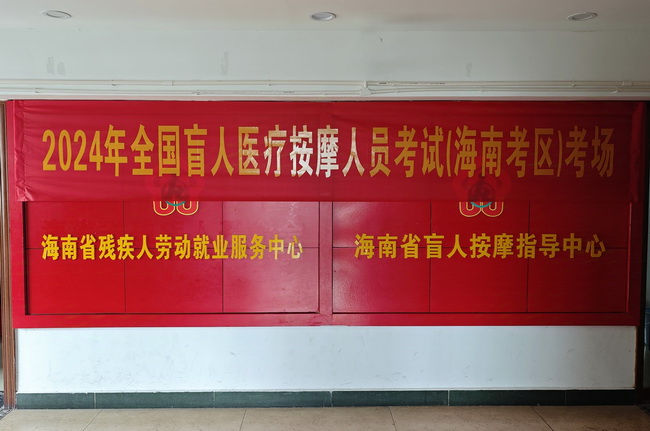 2024年全国盲人医疗按摩人员考试(海南考区)考场
海南省残疾人劳动就业服务中心
海南省盲人按摩指导中心